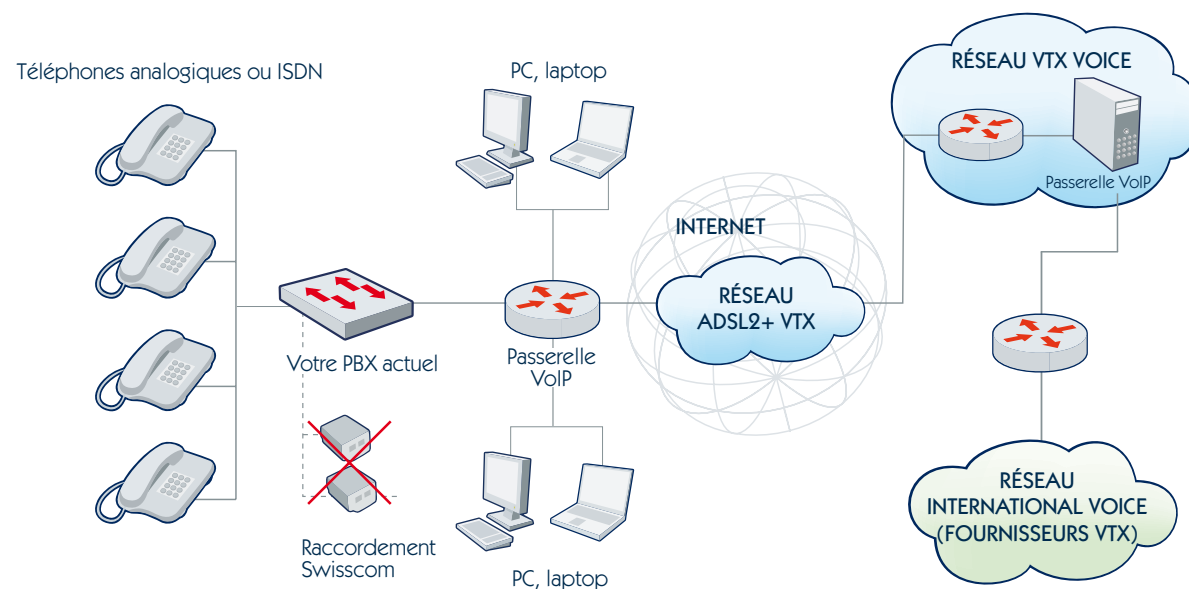 Téléphones analogiques ou ISDN
PC, laptop
RÉSEAU VTX VOICE
Passerelle VoIP
INTERNET
RÉSEAU
ADSL2+ VTX
Votre PBX actuel
Passerelle
VoIP
Raccordement
Swisscom
PC, laptop
RÉSEAU
INTERNATIONAL VOICE
(FOURNISSEURS VTX)